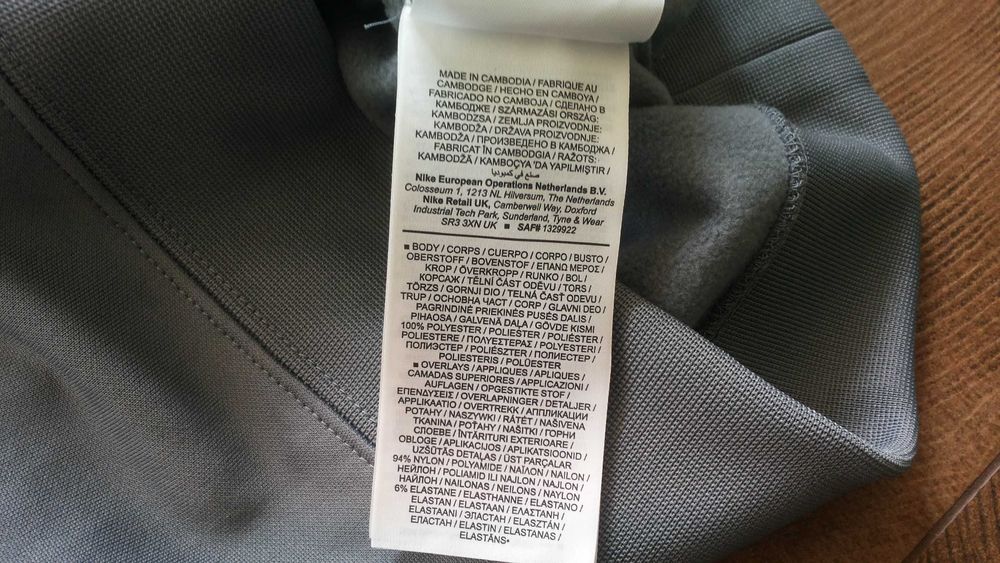 MADE IN CAMBODIA / FABRIQUE AU
CAMBODGE / HECHO EN CAMBOYA /
FABRICADO NO CAMBOJA / СДЕЛАНО В
КАМБОДЖЕ / SZÁRMAZÁSI ORSZÁG:
KAMBODZSA / ZEMLJA PROIZVODNJE:
KAMBODŽA / DRŽAVA PROIZVODNJE:
KAMBODŽA / ПРОИЗВЕДЕНО В КАМБОДЖА /
FABRICAT ÎN CAMBODGIA / RAŽOTS:
KAMBODŽĀ / KAMBOÇYA 'DA YAPILMIŞTIR /
صنع في كمبوديا
Nike European Operations Netherlands B.V.
Colosseum 1, 1213 NL Hilversum, The Netherlands
Nike Retail UK, Camberwell Way, Doxford
Industrial Tech Park, Sunderland, Tyne & Wear
SR3 3XN UK ■ SAF# 1329922
■ BODY / CORPS / CUERPO / CORPO / BUSTO /
OBERSTOFF / BOVENSTOF / ΕΠΑΝΩ ΜΕΡΟΣ /
KROP / ÖVERKROPP / RUNKO / BOL /
КОРСАЖ / TĚLNÍ ČÁST ODĚVU / TORS /
TÖRZS / GORNJI DIO / TELNÁ ČASŤ ODEVU /
TRUP / ОСНОВНА ЧАСТ / CORP / GLAVNI DEO /
PAGRINDINĖ PRIEKINĖS PUSĖS DALIS /
PIHAOSA / GALVENĀ DAĻA / GÖVDE KISMI
100% POLYESTER / POLIEŠTER / POLIÉSTER /
POLIESTERE / ΠΟΛΥΕΣΤΕΡΑΣ / POLYESTERI /
ПОЛИЭСТЕР / POLIÉSZTER / ПОЛИЕСТЕР /
POLIESTERIS / POLÜESTER
■ OVERLAYS / APPLIQUES / APLIQUES /
CAMADAS SUPERIORES / APPLICAZIONI /
AUFLAGEN / OPGESTIKTE STOF /
ΕΠΕΝΔΥΣΕΙΣ / OVERLAPNINGER / DETALJER /
APPLIKAATIO / OVERTREKK / АППЛИКАЦИИ
POTAHY / NASZYWKI / RÁTÉT / NAŠIVENA
TKANINA / POŤAHY / NAŠITKI / ГОРНИ
СЛОЕВЕ / ÎNTĂRITURI EXTERIOARE /
OBLOGE / APLIKACIJOS / APLIKATSIOONID /
UZŠŪTĀS DETAĻAS / ÜST PARÇALAR
94% NYLON / POLYAMIDE / NAÏLON / NAILON /
НЕЙЛОН / POLIAMID ILI NAJLON / NAJLON /
НАЙЛОН / NAILONAS / NEILONS / NAYLON
6% ELASTANE / ELASTHANNE / ELASTANO /
ELASTAN / ELASTAAN / ΕΛΑΣΤΑΝΗ /
ELASTAANI / ЭЛАСТАН / ELASZTÁN /
ЕЛАСТАН / ELASTIN / ELASTANAS /
ELASTĀNS